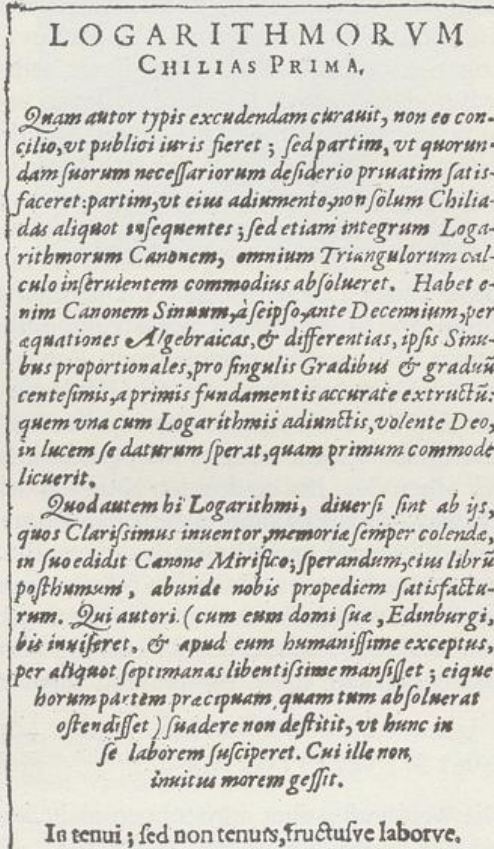 LOGARITHMORVM
CHILIAS PRIMA.
Quam autor typis excudendam curauit, non eo con-
cilio, vt publici iuris fieret ; sed partim, vt quorun-
dam suorum necessariorum desiderio priuatim satis-
faceret: partim, vt eius adiumento, non solum Chilia-
das aliquot insequentes ; sed etiam integrum Loga-
rithmorum Canonem, omnium Triangulorum cal-
culo inseruientem commodius absolueret. Habet e-
nim Canonem Sinuum, à seipso, ante Decennium, per
æquationes Algebraicas, & differentias, ipsis Sinu-
bus proportionales, pro singulis Gradibus & graduū
centesimis, a primis fundamentis accurate extructū:
quem vna cum Logarithmis adiunctis, volente Deo,
in lucem se daturum sperat, quam primum commode
licuerit.
Quod autem hi Logarithmi, diuersi sint ab ijs,
quos Clarissimus inuentor, memoriæ semper colendæ,
in suo edidit Canone Mirifico; sperandum, eius librū
posthumum, abunde nobis propediem satisfactu-
rum. Qui autori (cum eum domi suæ, Edinburgi,
bis inuiseret, & apud eum humanissime exceptus,
per aliquot septimanas libentissime mansisset ; eique
horum partem præcipuam quam tum absoluerat
ostendisset) suadere non destitit, vt hunc in
se laborem susciperet. Cui ille non
inuitus morem gessit.
In tenui ; sed non tenuis, fructusve laborve.